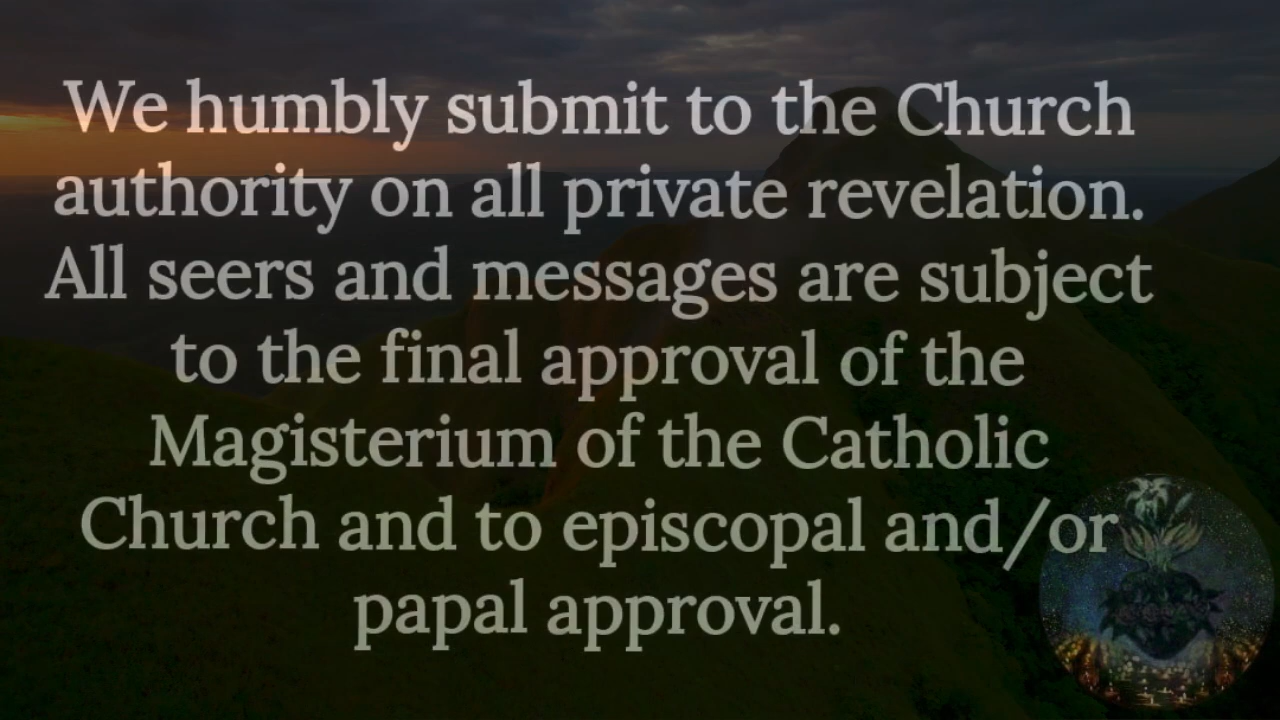 We humbly submit to the Church
authority on all private revelation.
All seers and messages are subject
to the final approval of the
Magisterium of the Catholic
Church and to episcopal and/or
papal approval.